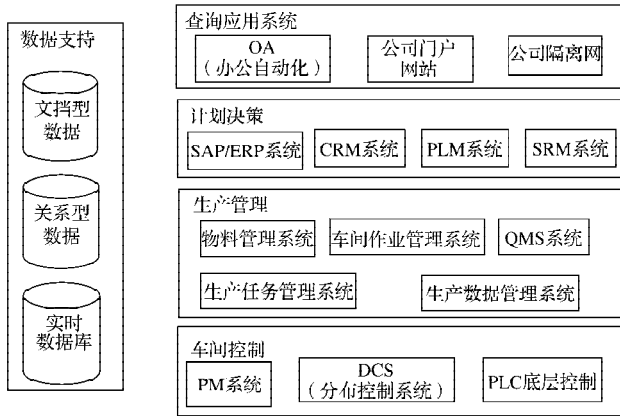 数据支持
文挡型
数据
关系型
数据
实时
数据库
查询应用系统
OA
（办公自动化）
公司门户
网站
公司隔离网
计划决策
SAP/ERP系统
CRM系统
PLM系统
SRM系统
生产管理
物料管理系统
车间作业管理系统
QMS系统
生产任务管理系统
生产数据管理系统
车间控制
PM系统
DCS
（分布控制系统）
PLC底层控制